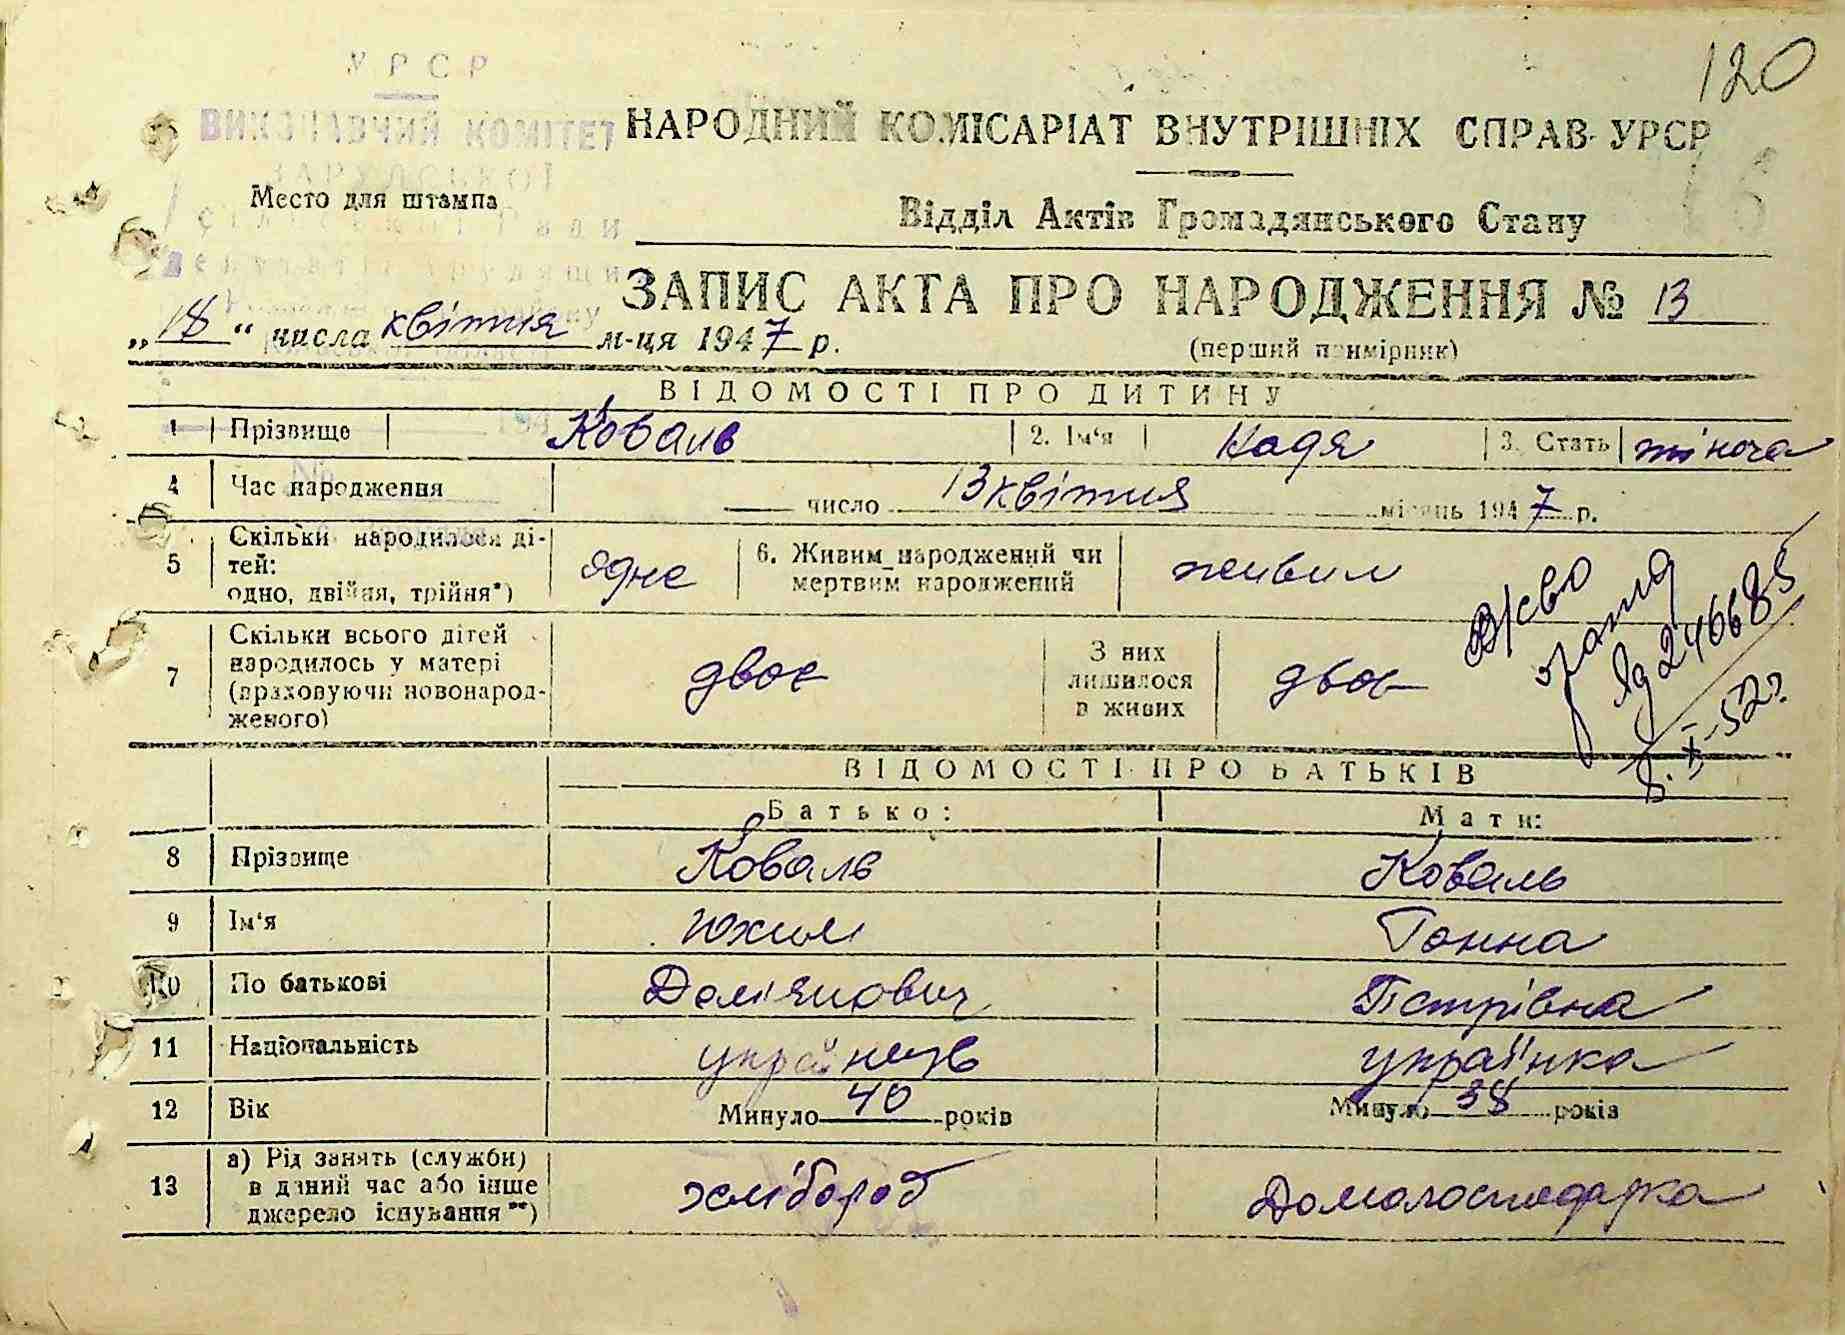 120
УРСР
ВИКОНАВЧИЙ КОМІТЕТ
НАРОДНИЙ КОМІСАРІАТ ВНУТРІШНІХ СПРАВ УРСР
Место для штампа
Відділ Актів Громадянського Стану
ЗАПИС АКТА ПРО НАРОДЖЕННЯ № 13
„18“ числа квітня м-ця 1947 р.
(перший примірник)
ВІДОМОСТІ ПРО ДИТИНУ
1 Прізвище Коваль 2. Ім‘я Надя 3. Стать жіноча
4 Час народження 13 квітня число місяць 1947 р.
5 Скільки народилося ді-
тей:
одно, двійня, трійня*) одне
6. Живим народжений чи
мертвим народжений живим
7 Скільки всього дітей
народилось у матері
(враховуючи новонарод-
женого) двоє
З них
лишилося
в живих двоє
ВІДОМОСТІ ПРО БАТЬКІВ
Батько: Мати:
8 Прізвище Коваль Коваль
9 Ім‘я Юхим Ганна
10 По батькові Дем'янович Петрівна
11 Національність українець українка
12 Вік Минуло 40 років Минуло 38 років
13 а) Рід занять (служби)
в даний час або інше
джерело існування**) хлібороб Домогосподарка